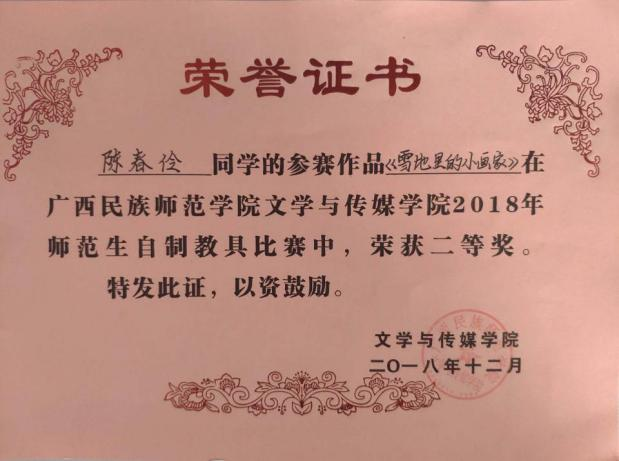 荣誉证书
陈春伶 同学的参赛作品《雪地里的小画家》在
广西民族师范学院文学与传媒学院2018年
师范生自制教具比赛中，荣获二等奖。
特发此证，以资鼓励。
文学与传媒学院
二〇一八年十二月